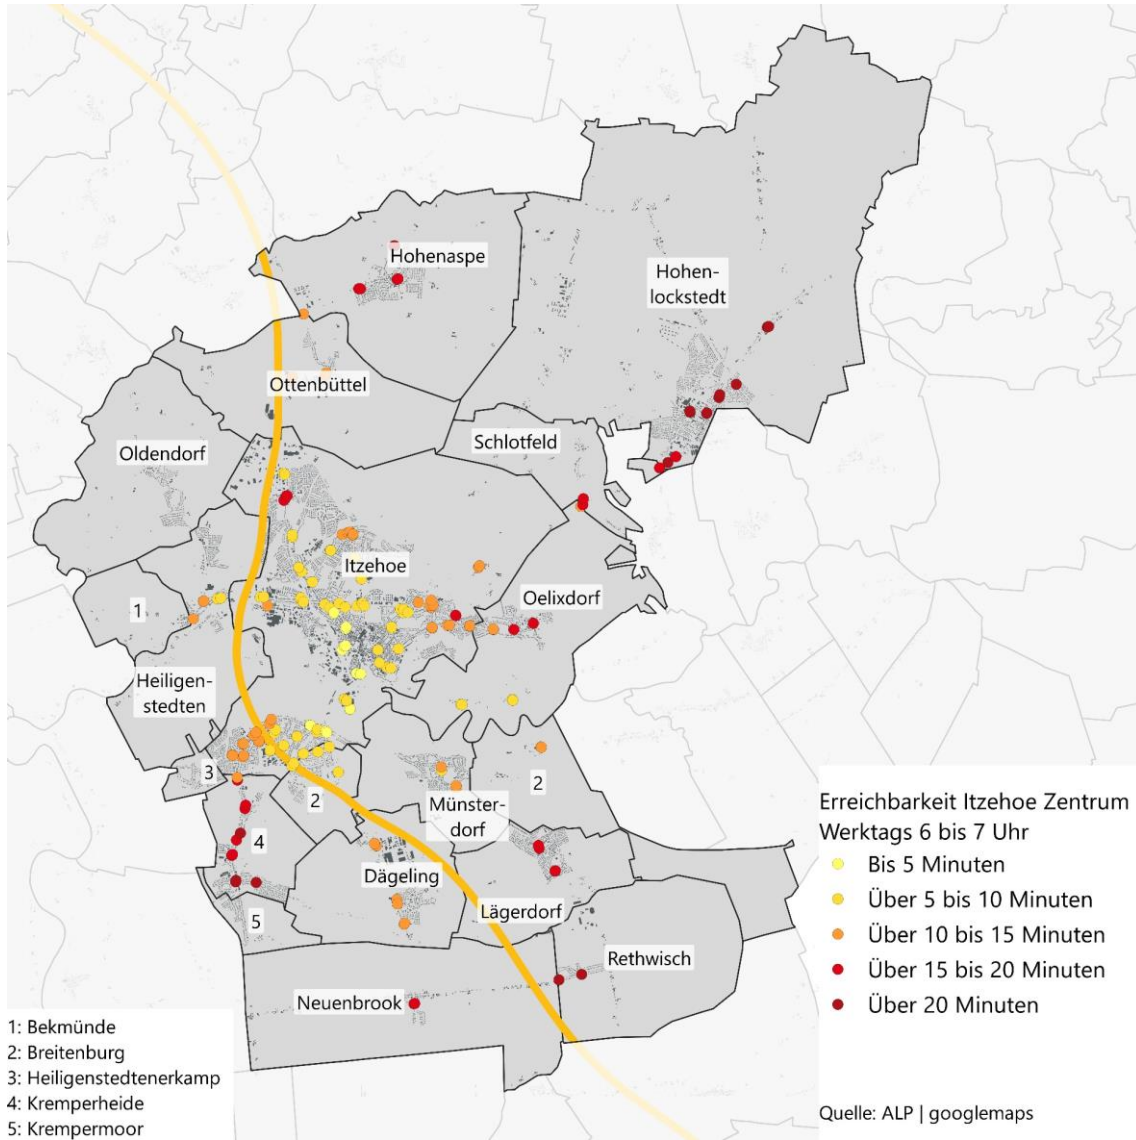 Hohenaspe
Hohen-
lockstedt
Ottenbüttel
Schlotfeld
Oldendorf
Itzehoe
1
Oelixdorf
Heiligen-
stedten
3
2
2
Münster-
dorf
4
Dägeling
Lägerdorf
5
Rethwisch
Neuenbrook
Erreichbarkeit Itzehoe Zentrum
Werktags 6 bis 7 Uhr
Bis 5 Minuten
Über 5 bis 10 Minuten
Über 10 bis 15 Minuten
Über 15 bis 20 Minuten
Über 20 Minuten
1: Bekmünde
2: Breitenburg
3: Heiligenstedtenerkamp
4: Kremperheide
5: Krempermoor
Quelle: ALP | googlemaps